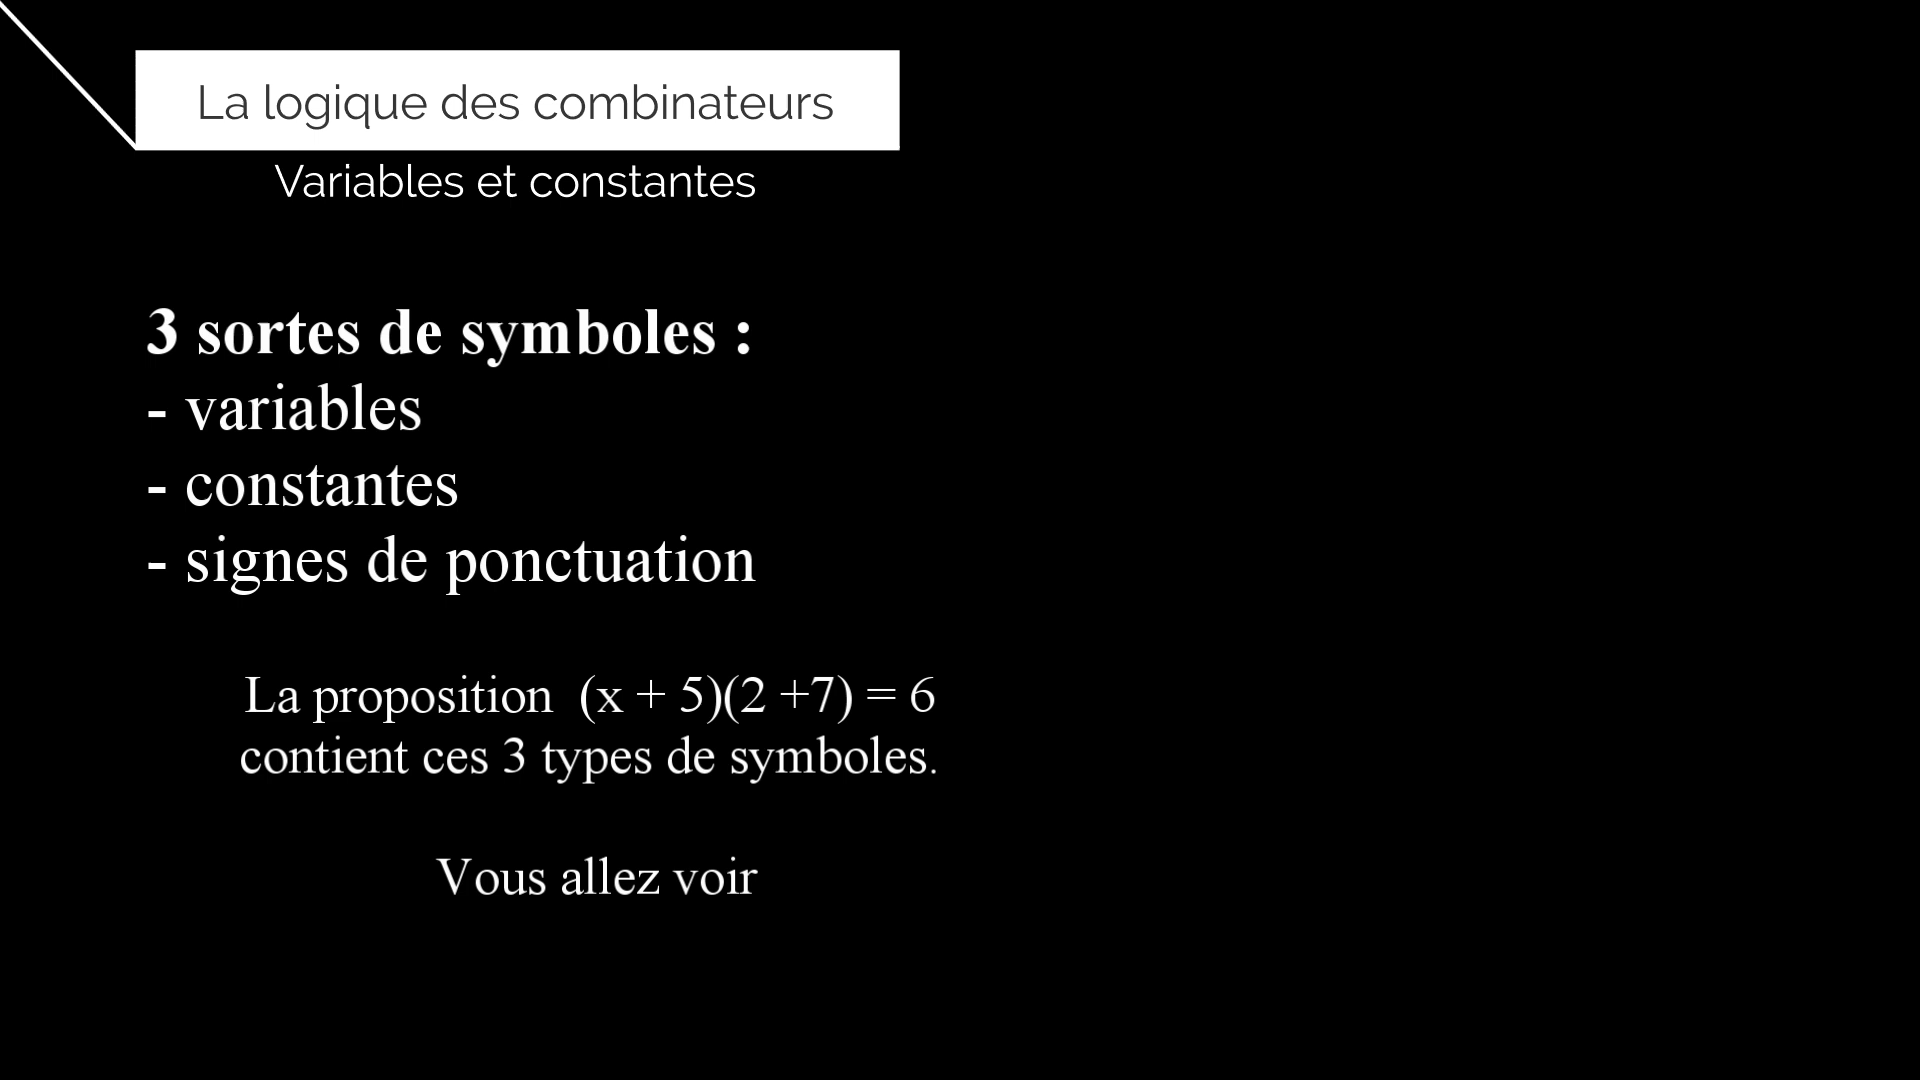 La logique des combinateurs
Variables et constantes
3 sortes de symboles :
- variables
- constantes
- signes de ponctuation
La proposition  (x + 5)(2 +7) = 6
contient ces 3 types de symboles.
Vous allez voir